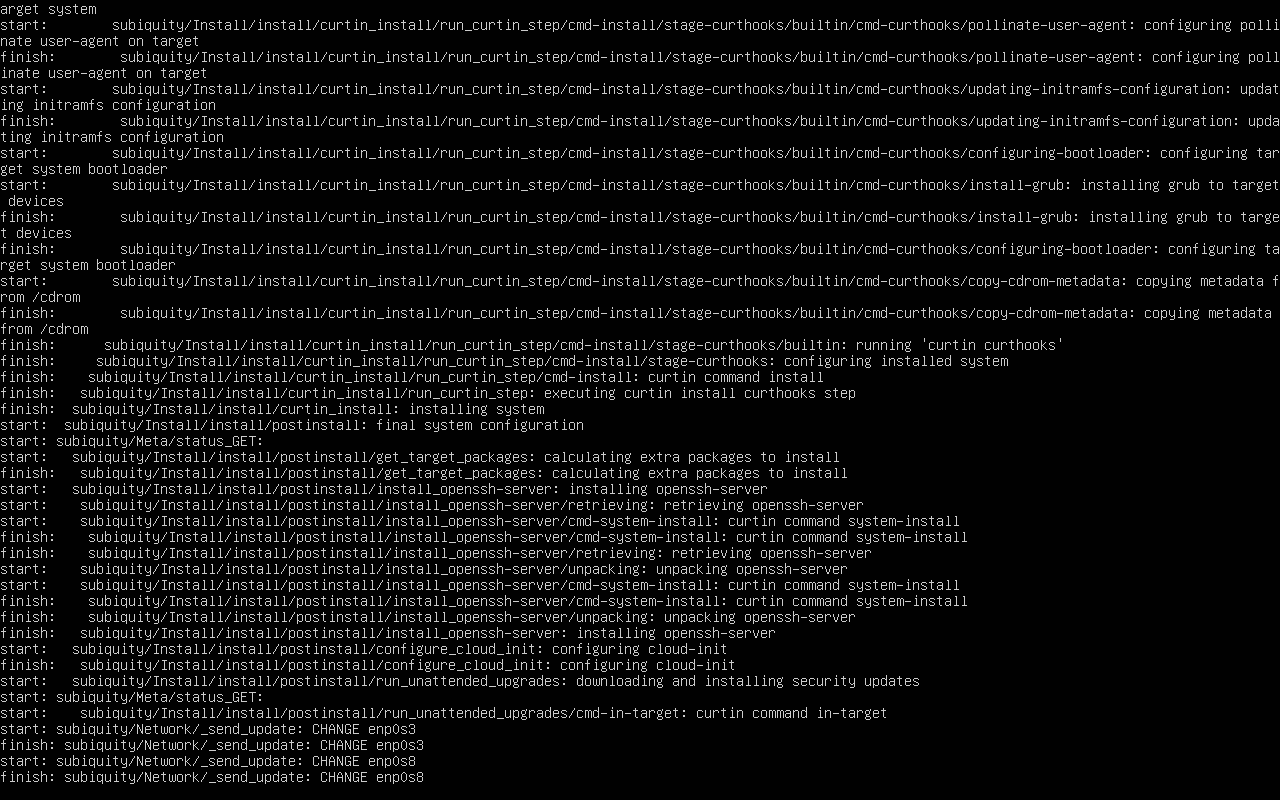 arget system
start:        subiquity/Install/install/curtin_install/run_curtin_step/cmd-install/stage-curthooks/builtin/cmd-curthooks/pollinate-user-agent: configuring polli
nate user-agent on target
finish:        subiquity/Install/install/curtin_install/run_curtin_step/cmd-install/stage-curthooks/builtin/cmd-curthooks/pollinate-user-agent: configuring poll
inate user-agent on target
start:        subiquity/Install/install/curtin_install/run_curtin_step/cmd-install/stage-curthooks/builtin/cmd-curthooks/updating-initramfs-configuration: updat
ing initramfs configuration
finish:        subiquity/Install/install/curtin_install/run_curtin_step/cmd-install/stage-curthooks/builtin/cmd-curthooks/updating-initramfs-configuration: upda
ting initramfs configuration
start:        subiquity/Install/install/curtin_install/run_curtin_step/cmd-install/stage-curthooks/builtin/cmd-curthooks/configuring-bootloader: configuring tar
get system bootloader
start:        subiquity/Install/install/curtin_install/run_curtin_step/cmd-install/stage-curthooks/builtin/cmd-curthooks/install-grub: installing grub to target
 devices
finish:        subiquity/Install/install/curtin_install/run_curtin_step/cmd-install/stage-curthooks/builtin/cmd-curthooks/install-grub: installing grub to targe
t devices
finish:        subiquity/Install/install/curtin_install/run_curtin_step/cmd-install/stage-curthooks/builtin/cmd-curthooks/configuring-bootloader: configuring ta
rget system bootloader
start:        subiquity/Install/install/curtin_install/run_curtin_step/cmd-install/stage-curthooks/builtin/cmd-curthooks/copy-cdrom-metadata: copying metadata f
rom /cdrom
finish:        subiquity/Install/install/curtin_install/run_curtin_step/cmd-install/stage-curthooks/builtin/cmd-curthooks/copy-cdrom-metadata: copying metadata 
from /cdrom
finish:      subiquity/Install/install/curtin_install/run_curtin_step/cmd-install/stage-curthooks/builtin: running 'curtin curthooks'
finish:     subiquity/Install/install/curtin_install/run_curtin_step/cmd-install/stage-curthooks: configuring installed system
finish:    subiquity/Install/install/curtin_install/run_curtin_step/cmd-install: curtin command install
finish:   subiquity/Install/install/curtin_install/run_curtin_step: executing curtin install curthooks step
finish:  subiquity/Install/install/curtin_install: installing system
start:  subiquity/Install/install/postinstall: final system configuration
start: subiquity/Meta/status_GET:
start:   subiquity/Install/install/postinstall/get_target_packages: calculating extra packages to install
finish:   subiquity/Install/install/postinstall/get_target_packages: calculating extra packages to install
start:   subiquity/Install/install/postinstall/install_openssh-server: installing openssh-server
start:   subiquity/Install/install/postinstall/install_openssh-server/retrieving: retrieving openssh-server
start:    subiquity/Install/install/postinstall/install_openssh-server/cmd-system-install: curtin command system-install
finish:    subiquity/Install/install/postinstall/install_openssh-server/cmd-system-install: curtin command system-install
finish:   subiquity/Install/install/postinstall/install_openssh-server/retrieving: retrieving openssh-server
start:   subiquity/Install/install/postinstall/install_openssh-server/unpacking: unpacking openssh-server
start:    subiquity/Install/install/postinstall/install_openssh-server/cmd-system-install: curtin command system-install
finish:    subiquity/Install/install/postinstall/install_openssh-server/cmd-system-install: curtin command system-install
finish:    subiquity/Install/install/postinstall/install_openssh-server/unpacking: unpacking openssh-server
finish:   subiquity/Install/install/postinstall/install_openssh-server: installing openssh-server
start:   subiquity/Install/install/postinstall/configure_cloud_init: configuring cloud-init
finish:   subiquity/Install/install/postinstall/configure_cloud_init: configuring cloud-init
start:   subiquity/Install/install/postinstall/run_unattended_upgrades: downloading and installing security updates
start: subiquity/Meta/status_GET:
start:    subiquity/Install/install/postinstall/run_unattended_upgrades/cmd-in-target: curtin command in-target
start: subiquity/Network/_send_update: CHANGE enp0s3
finish: subiquity/Network/_send_update: CHANGE enp0s3
start: subiquity/Network/_send_update: CHANGE enp0s8
finish: subiquity/Network/_send_update: CHANGE enp0s8